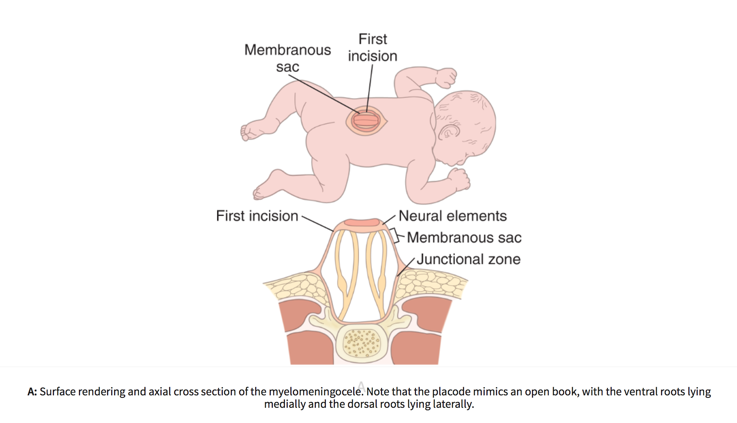 First
incision
Membranous
sac
First incision
Neural elements
Membranous sac
Junctional zone
A
A: Surface rendering and axial cross section of the myelomeningocele. Note that the placode mimics an open book, with the ventral roots lying
medially and the dorsal roots lying laterally.